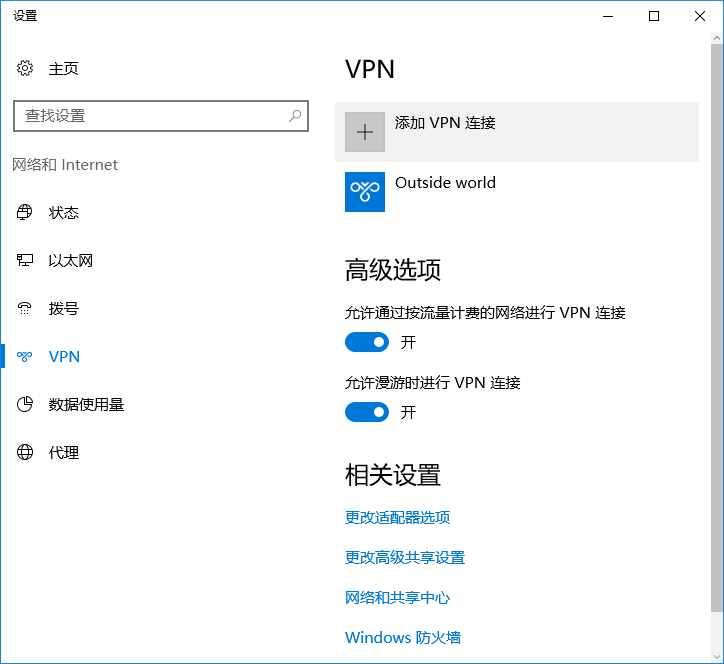 设置
主页
查找设置
网络和 Internet
状态
以太网
拨号
VPN
数据使用量
代理
VPN
添加 VPN 连接
Outside world
高级选项
允许通过按流量计费的网络进行 VPN 连接
开
允许漫游时进行 VPN 连接
开
相关设置
更改适配器选项
更改高级共享设置
网络和共享中心
Windows 防火墙